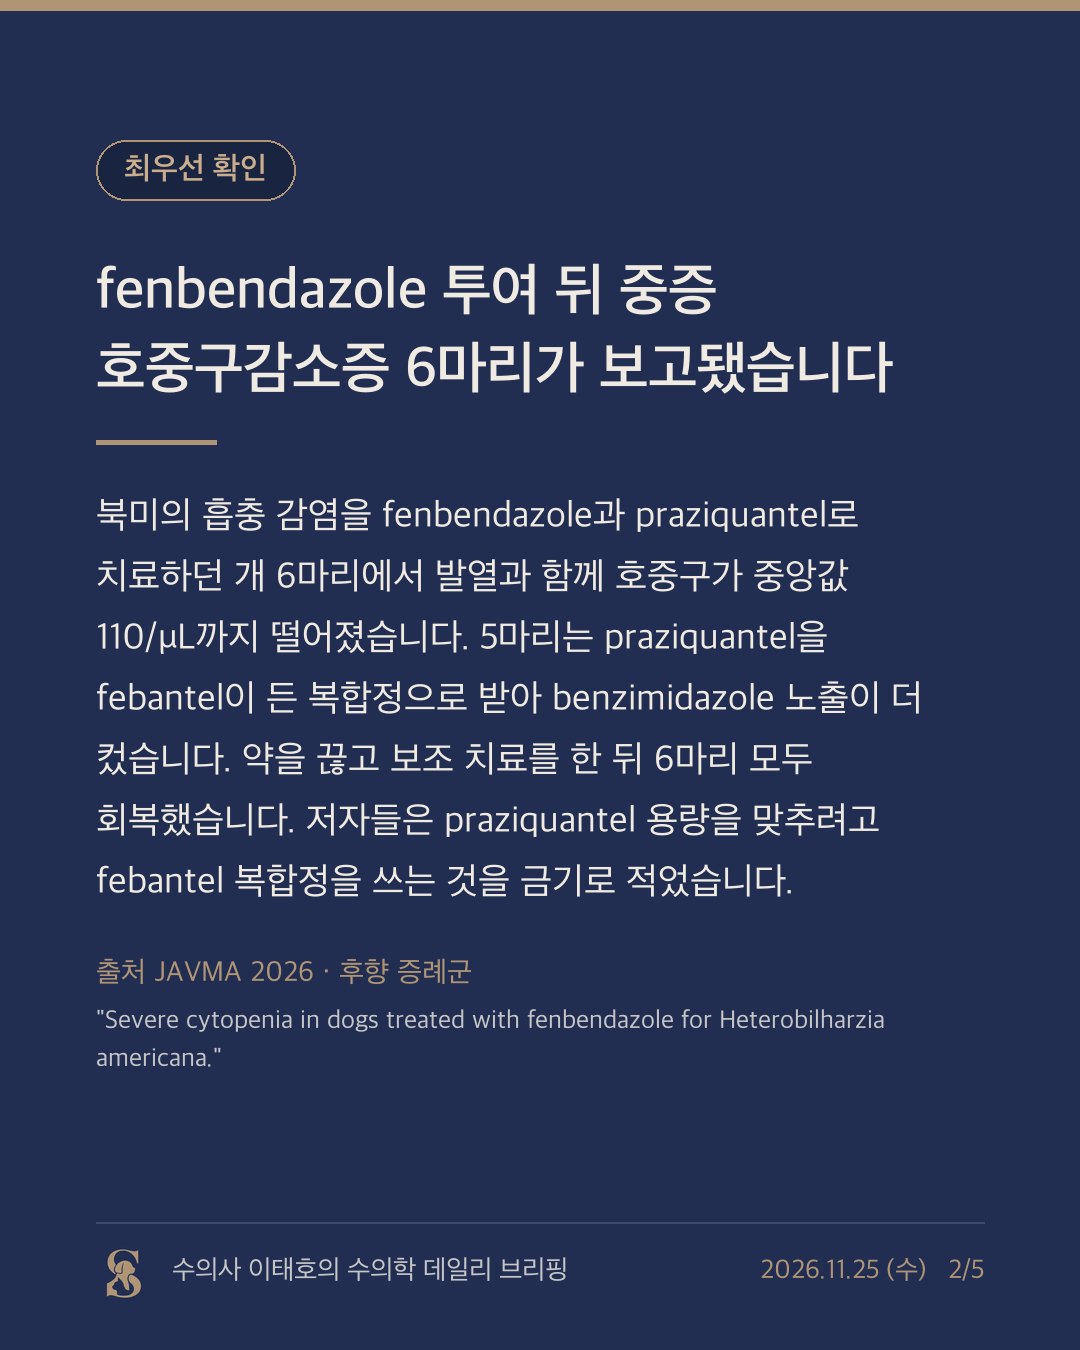 최우선 확인
fenbendazole 투여 뒤 중증
호중구감소증 6마리가 보고됐습니다
북미의 흡충 감염을 fenbendazole과 praziquantel로
치료하던 개 6마리에서 발열과 함께 호중구가 중앙값
110/µL까지 떨어졌습니다. 5마리는 praziquantel을
febantel이 든 복합정으로 받아 benzimidazole 노출이 더
컸습니다. 약을 끊고 보조 치료를 한 뒤 6마리 모두
회복했습니다. 저자들은 praziquantel 용량을 맞추려고
febantel 복합정을 쓰는 것을 금기로 적었습니다.
출처 JAVMA 2026 · 후향 증례군
"Severe cytopenia in dogs treated with fenbendazole for Heterobilharzia
americana."
수의사 이태호의 수의학 데일리 브리핑 2026.11.25 (수) 2/5